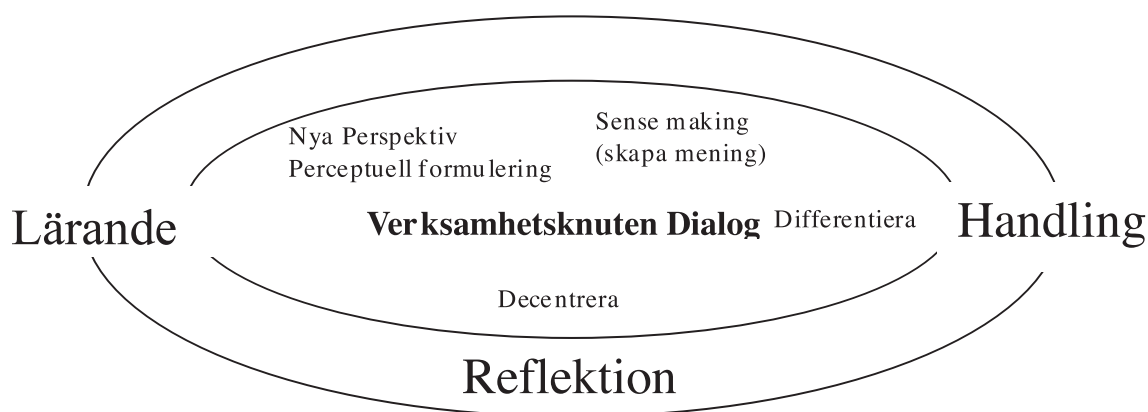 Nya Perspektiv
Perceptuell formulering
Sense making
(skapa mening)
Lärande
Verksamhetsknuten Dialog
Differentiera
Handling
Decentrera
Reflektion